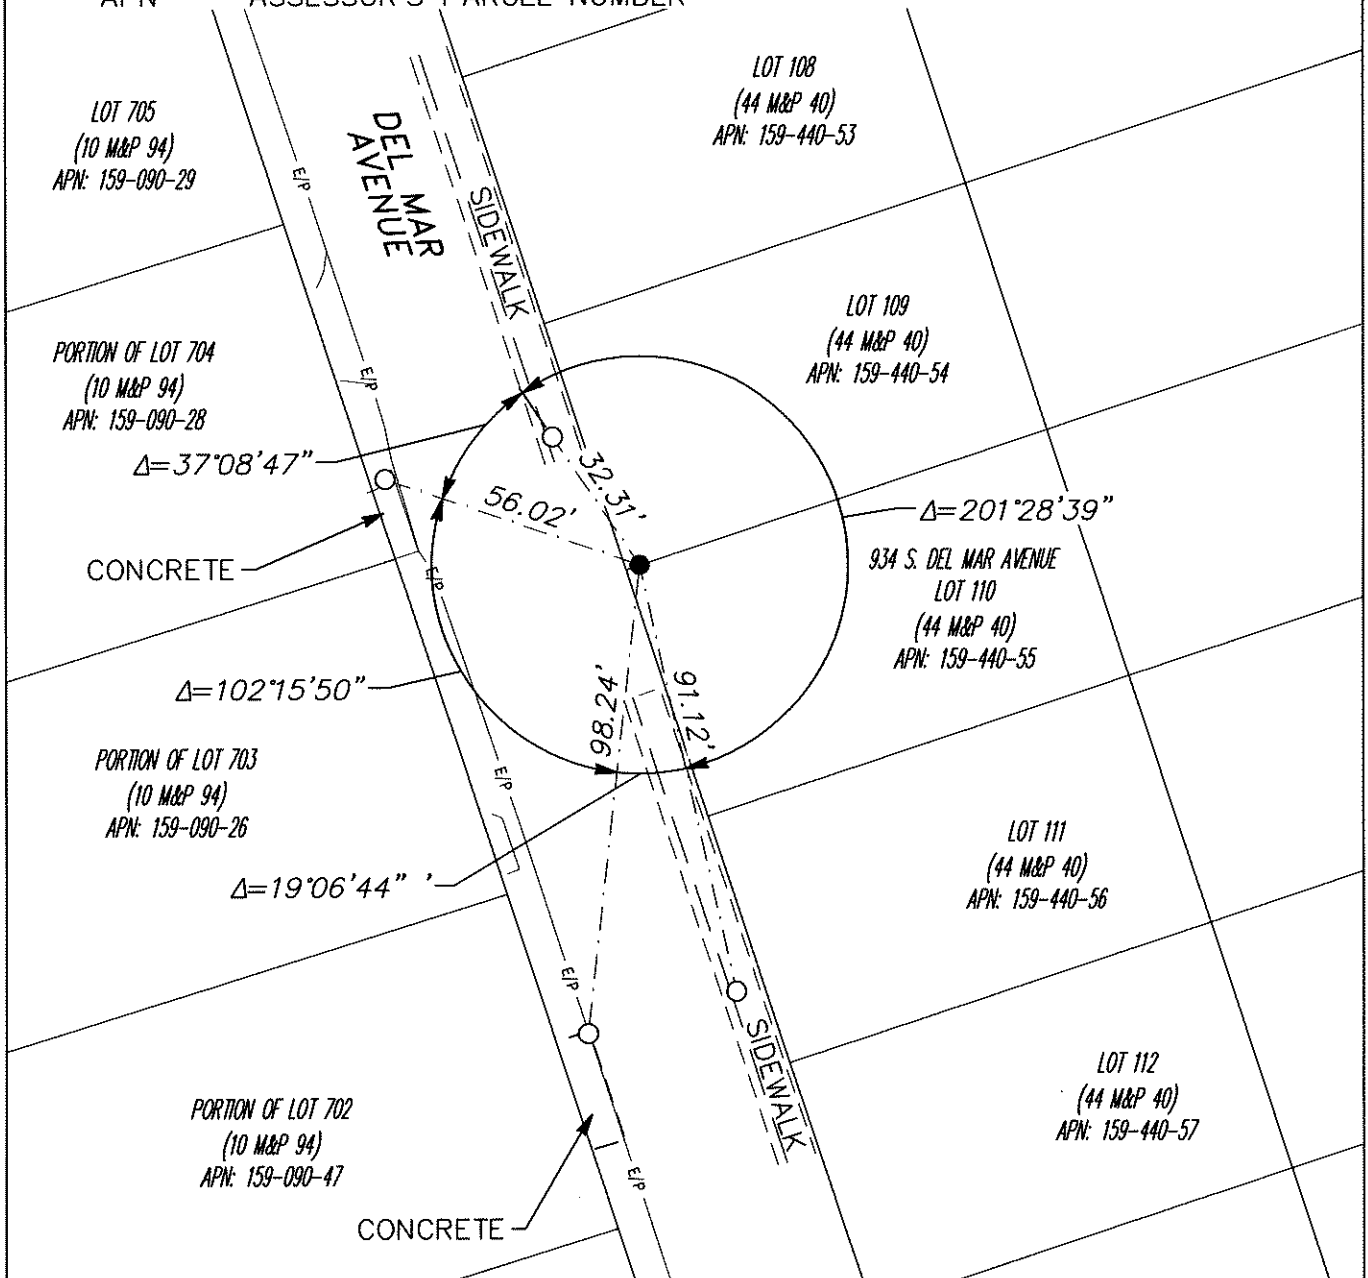 APN ASSESSOR'S PARCEL NUMBER
LOT 705
(10 M&P 94)
APN: 159-090-29
E/P
DEL MAR
AVENUE
SIDEWALK
LOT 108
(44 M&P 40)
APN: 159-440-53
PORTION OF LOT 704
(10 M&P 94)
APN: 159-090-28
E/P
LOT 109
(44 M&P 40)
APN: 159-440-54
Δ=37°08'47"
56.02'
32.31'
Δ=201°28'39"
CONCRETE
E/P
934 S. DEL MAR AVENUE
LOT 110
(44 M&P 40)
APN: 159-440-55
Δ=102°15'50"
98.24'
91.12'
PORTION OF LOT 703
(10 M&P 94)
APN: 159-090-26
E/P
Δ=19°06'44" '
LOT 111
(44 M&P 40)
APN: 159-440-56
E/P
SIDEWALK
PORTION OF LOT 702
(10 M&P 94)
APN: 159-090-47
E/P
LOT 112
(44 M&P 40)
APN: 159-440-57
CONCRETE